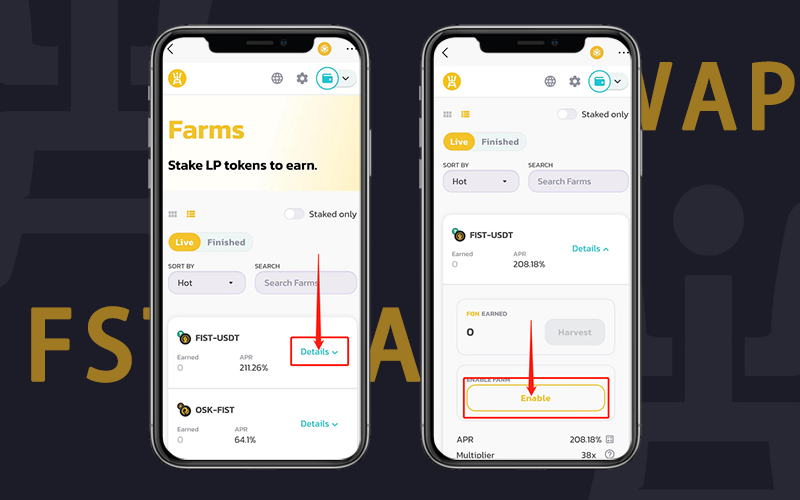 Farms
Stake LP tokens to earn.
Staked only
Live Finished
SORT BY SEARCH
Hot Search Farms
FIST-USDT
Earned APR
0 211.26%
Details
OSK-FIST
Earned APR
0 64.1%
Details
Staked only
Live Finished
SORT BY SEARCH
Hot Search Farms
FIST-USDT
Earned APR
0 208.18%
Details
FON EARNED
0 Harvest
ENABLE FARM
Enable
APR 208.18%
Multiplier 38x